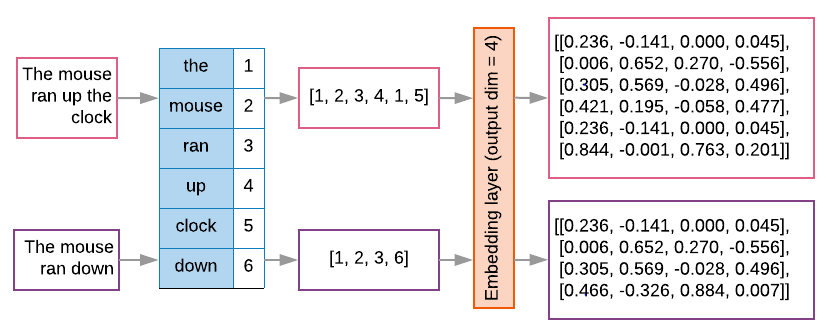 The mouse
ran up the
clock
the 1
mouse 2
ran 3
up 4
clock 5
down 6
[1, 2, 3, 4, 1, 5]
Embedding layer (output dim = 4)
[[0.236, -0.141, 0.000, 0.045],
[0.006, 0.652, 0.270, -0.556],
[0.305, 0.569, -0.028, 0.496],
[0.421, 0.195, -0.058, 0.477],
[0.236, -0.141, 0.000, 0.045],
[0.844, -0.001, 0.763, 0.201]]
The mouse
ran down
[1, 2, 3, 6]
[[0.236, -0.141, 0.000, 0.045],
[0.006, 0.652, 0.270, -0.556],
[0.305, 0.569, -0.028, 0.496],
[0.466, -0.326, 0.884, 0.007]]